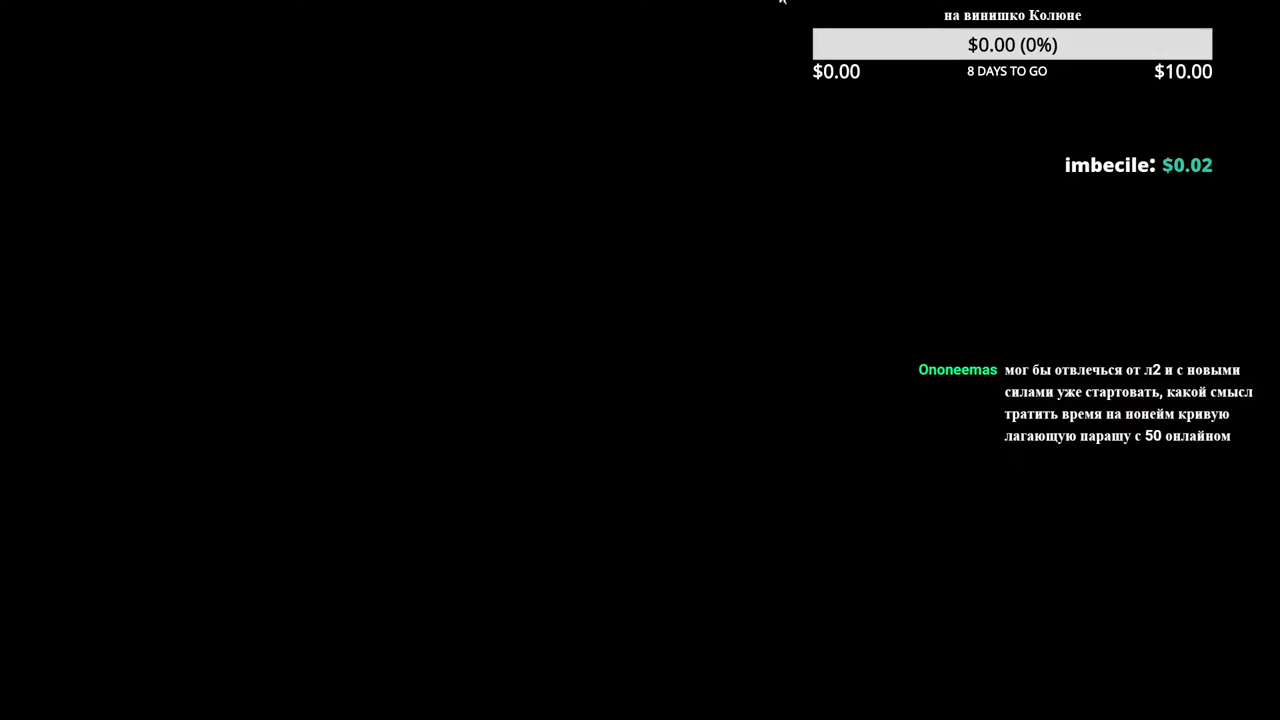 на винишко Колюне
$0.00 (0%)
$0.00 8 DAYS TO GO $10.00
imbecile: $0.02
Ononeemas мог бы отвлечься от л2 и с новыми
силами уже стартовать, какой смысл
тратить время на нонейм кривую
лагающую парашу с 50 онлайном